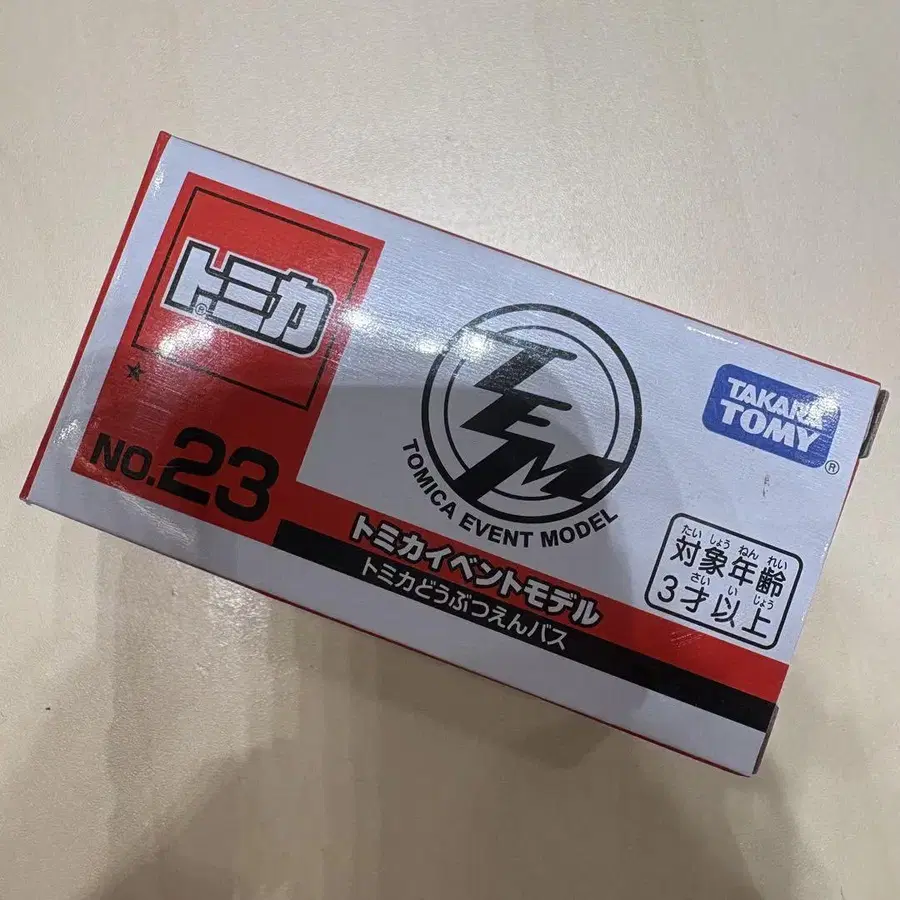 トミカ
®
NO.23
TEM
TOMICA EVENT MODEL
トミカイベントモデル
トミカどうぶつえんバス
TAKARA
TOMY
®
たいしょうねんれい
対象年齢
さいいじょう
3才以上